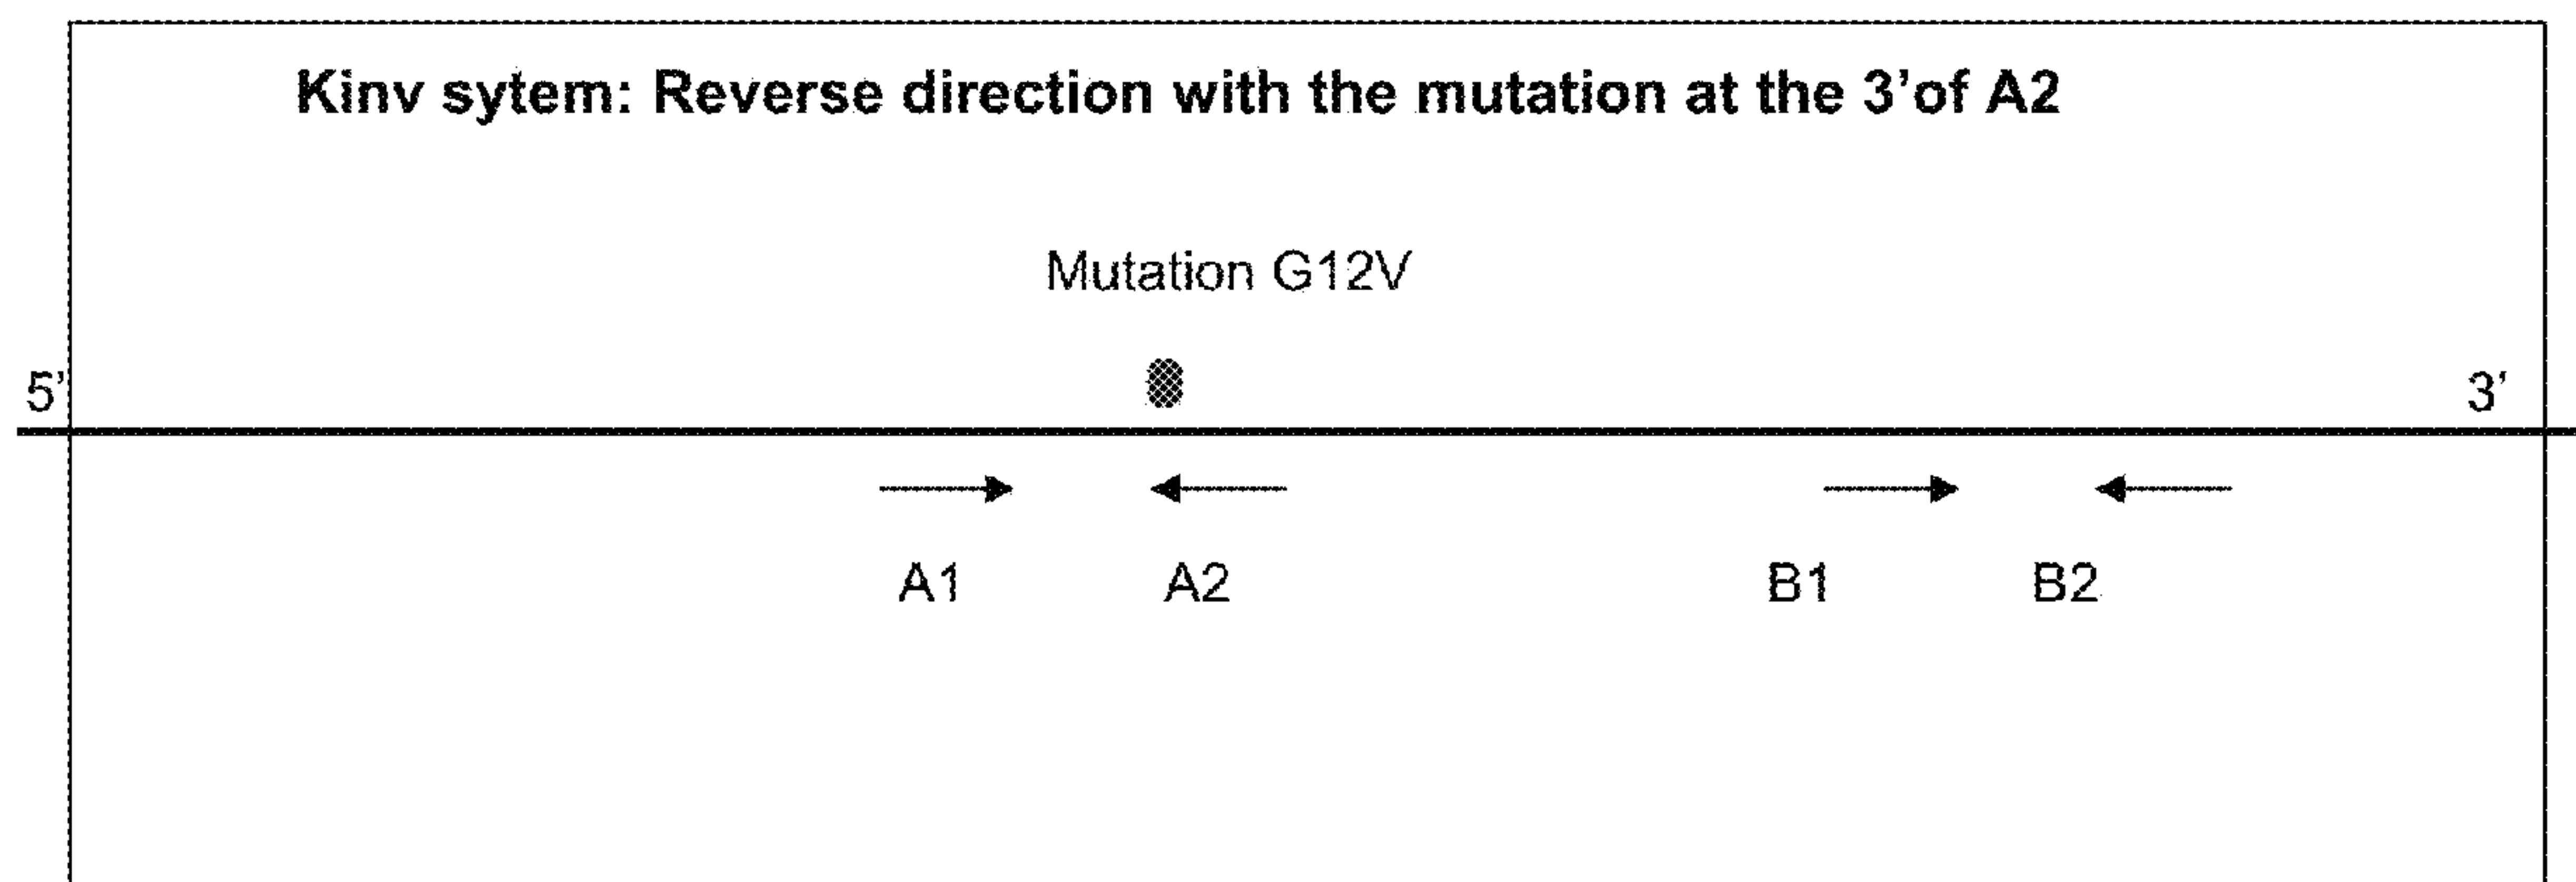 Kinv sytem: Reverse direction with the mutation at the 3'of A2
Mutation G12V
5' 3'
A1 A2 B1 B2